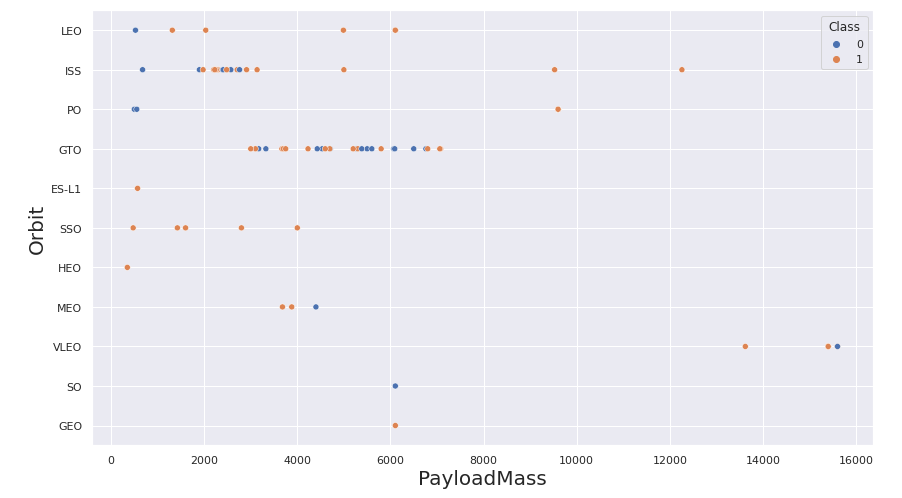 LEO
ISS
PO
GTO
ES-L1
SSO
HEO
MEO
VLEO
SO
GEO
Orbit
Class
0
1
0 2000 4000 6000 8000 10000 12000 14000 16000
PayloadMass